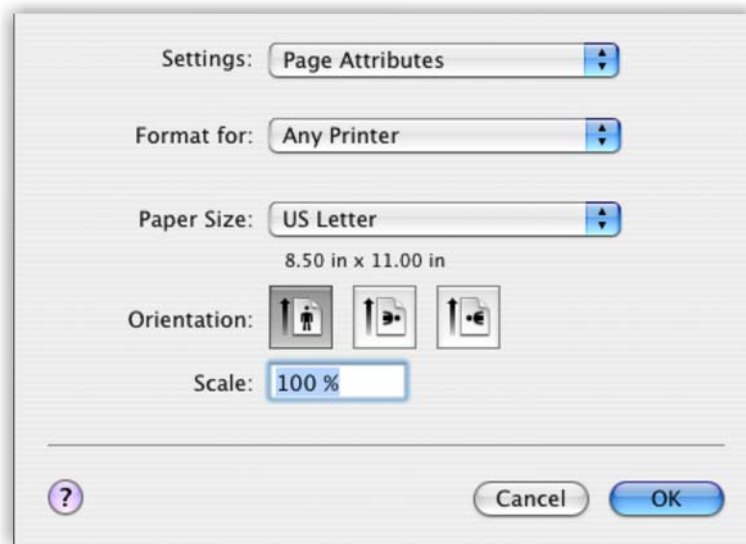 Settings: Page Attributes
Format for: Any Printer
Paper Size: US Letter
8.50 in x 11.00 in
Orientation:
Scale: 100 %
? Cancel OK